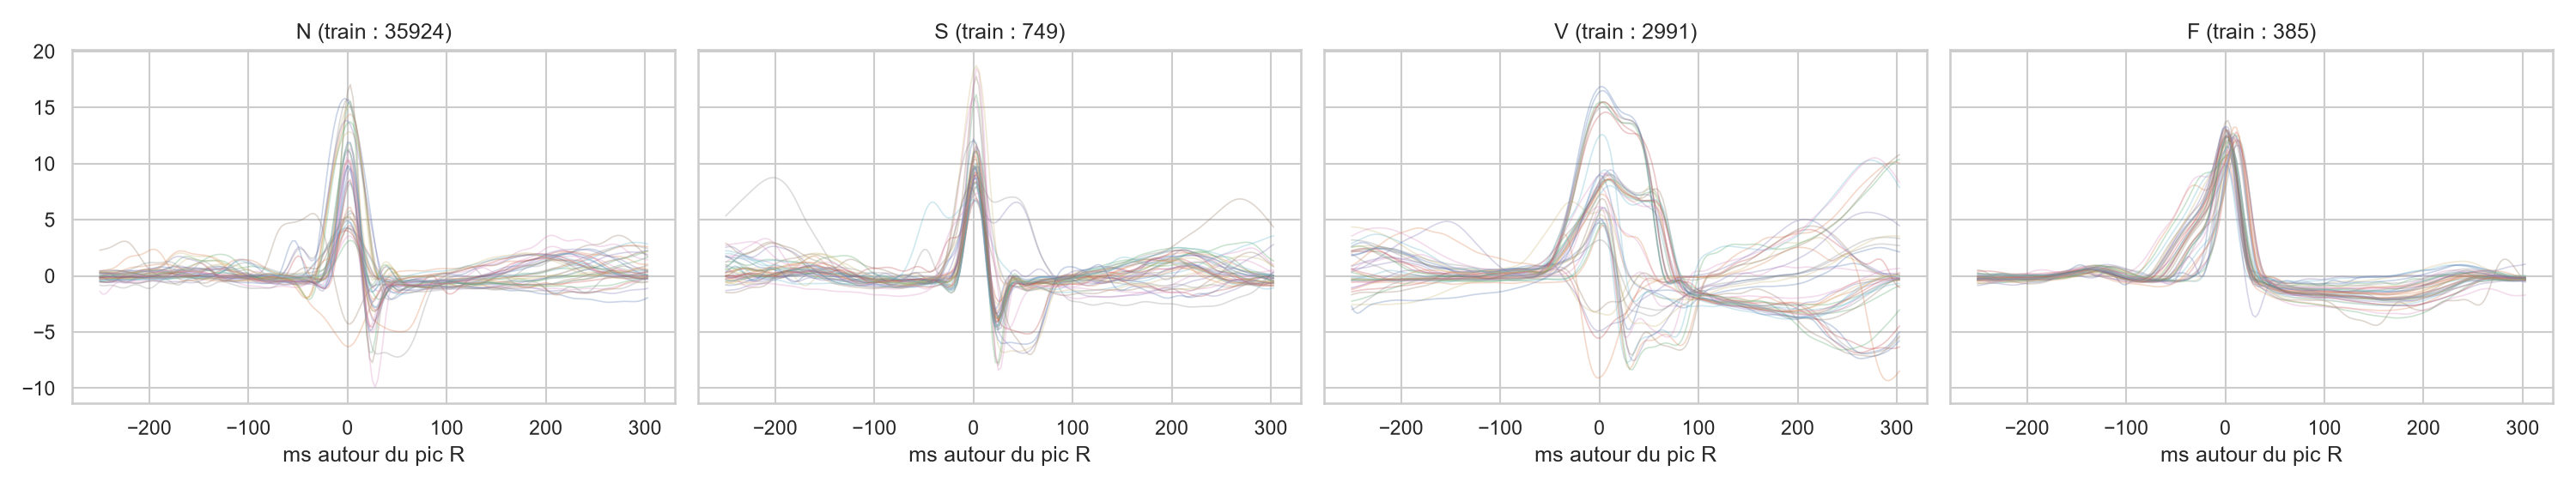 N (train : 35924)
S (train : 749)
V (train : 2991)
F (train : 385)
20
15
10
5
0
−5
−10
−200 −100 0 100 200 300
−200 −100 0 100 200 300
−200 −100 0 100 200 300
−200 −100 0 100 200 300
ms autour du pic R
ms autour du pic R
ms autour du pic R
ms autour du pic R